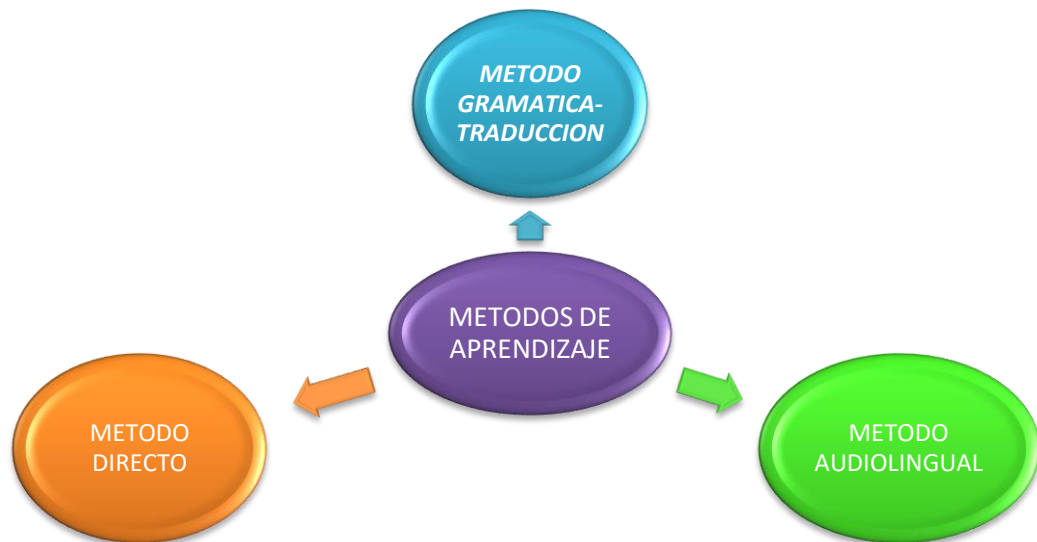 METODO
GRAMATICA-
TRADUCCION
METODOS DE
APRENDIZAJE
METODO
DIRECTO
METODO
AUDIOLINGUAL